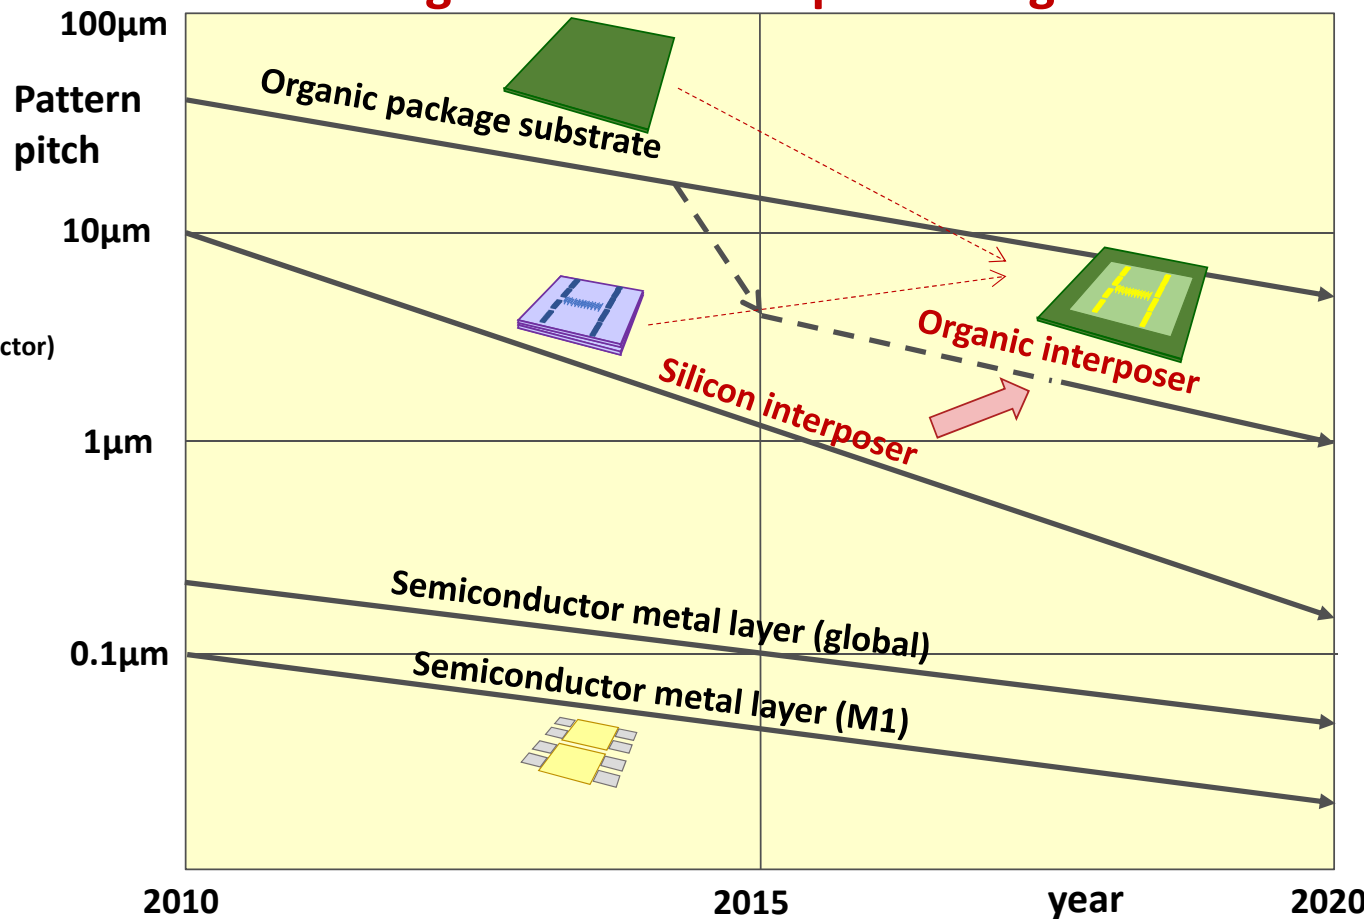 100µm
Pattern
pitch
Organic package substrate
10µm
Organic interposer
Silicon interposer
1µm
Semiconductor metal layer (global)
0.1µm
Semiconductor metal layer (M1)
2010
2015
year
2020